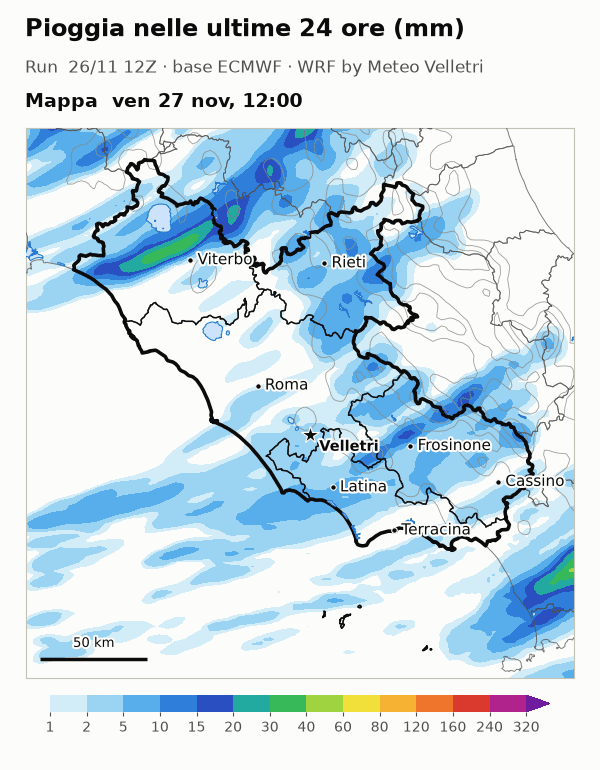 Pioggia nelle ultime 24 ore (mm)
Run  26/11 12Z · base ECMWF · WRF by Meteo Velletri
Mappa  ven 27 nov, 12:00
Viterbo
Rieti
Roma
Velletri
Frosinone
Cassino
Latina
Terracina
50 km
1 2 5 10 15 20 30 40 60 80 120 160 240 320